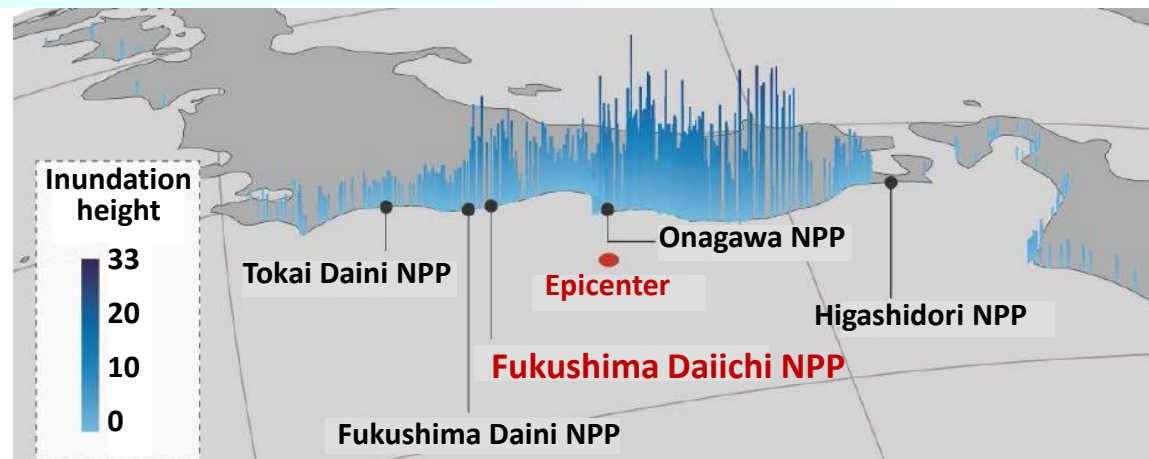 Inundation
height
33
20
10
0
Tokai Daini NPP
Onagawa NPP
Epicenter
Higashidori NPP
Fukushima Daiichi NPP
Fukushima Daini NPP